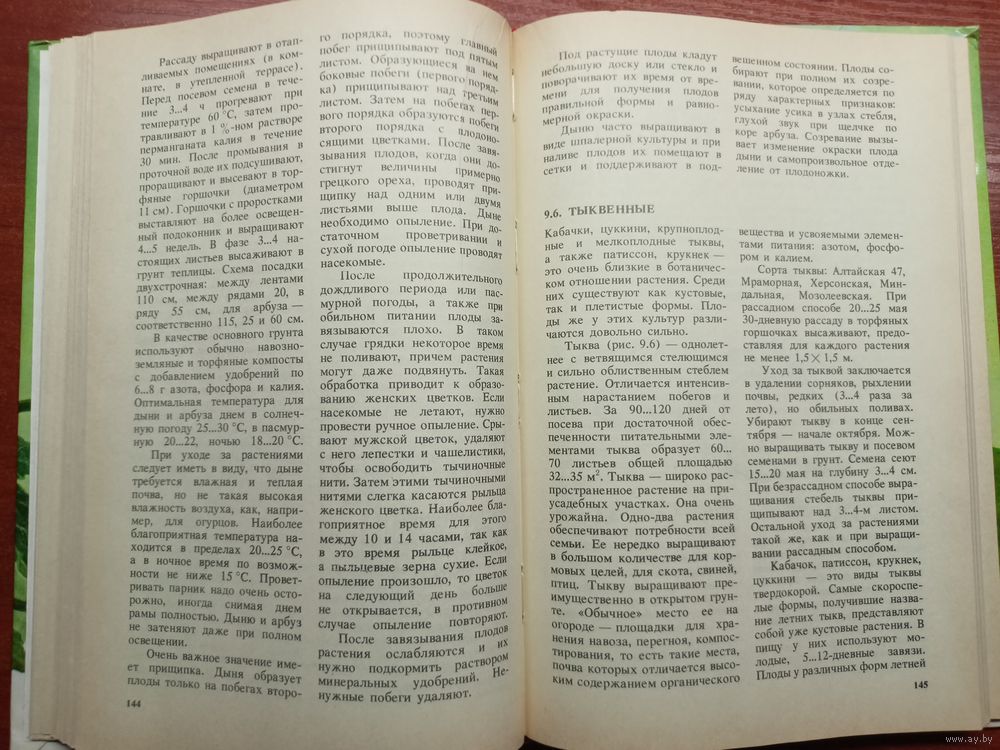 Рассаду выращивают в отап-
ливаемых помещениях (в ком-
нате, в утепленной террасе).
Перед посевом семена в тече-
ние 3...4 ч прогревают при
температуре 60 °С, затем про-
травливают в 1 %-ном растворе
перманганата калия в течение
30 мин. После промывания в
проточной воде их подсушивают,
проращивают и высевают в тор-
фяные горшочки (диаметром
11 см). Горшочки с проростками
выставляют на более освещен-
ный подоконник и выращивают
4...5 недель. В фазе 3...4 на-
стоящих листьев высаживают в
грунт теплицы. Схема посадки
двухстрочная: между лентами
110 см, между рядами 20, в
ряду 55 см, для арбуза —
соответственно 115, 25 и 60 см.
В качестве основного грунта
используют обычно навозно-
земляные и торфяные компосты
с добавлением удобрений по
6...8 г азота, фосфора и калия.
Оптимальная температура для
дыни и арбуза днем в солнеч-
ную погоду 25...30 °С, в пасмур-
ную 20...22, ночью 18...20 °С.
При уходе за растениями
следует иметь в виду, что дыне
требуется влажная и теплая
почва, но не такая высокая
влажность воздуха, как, напри-
мер, для огурцов. Наиболее
благоприятная температура на-
ходится в пределах 20...25 °С,
а в ночное время по возмож-
ности не ниже 15 °С. Проветри-
вать парник надо очень осто-
рожно, иногда снимая днем
рамы полностью. Дыню и арбуз
не затеняют даже при полном
освещении.
Очень важное значение име-
ет прищипка. Дыня образует
плоды только на побегах второ-
144
го порядка, поэтому главный
побег прищипывают под пятым
листом. Образующиеся на нем
боковые побеги (первого поряд-
ка) прищипывают над третьим
листом. Затем на побегах пер-
вого порядка образуются побеги
второго порядка с плодоно-
сящими цветками. После завя-
зывания плодов, когда они до-
стигнут величины примерно
грецкого ореха, проводят при-
щипку над одним или двумя
листьями выше плода. Дыне
необходимо опыление. При до-
статочном проветривании и
сухой погоде опыление проводят
насекомые.
После продолжительного
дождливого периода или пас-
мурной погоды, а также при
обильном питании плоды за-
вязываются плохо. В таком
случае грядки некоторое время
не поливают, причем растения
могут даже подвянуть. Такая
обработка приводит к образо-
ванию женских цветков. Если
насекомые не летают, нужно
провести ручное опыление. Сры-
вают мужской цветок, удаляют
с него лепестки и чашелистики,
чтобы освободить тычиночные
нити. Затем этими тычиночными
нитями слегка касаются рыльца
женского цветка. Наиболее бла-
гоприятное время для этого
между 10 и 14 часами, так как
в это время рыльце клейкое,
а пыльцевые зерна сухие. Если
опыление произошло, то цветок
на следующий день больше
не открывается, в противном
случае опыление повторяют.
После завязывания плодов
растения ослабляются и их
нужно подкормить раствором
минеральных удобрений. Не-
нужные побеги удаляют.
Под растущие плоды кладут
небольшую доску или стекло и
поворачивают их время от вре-
мени для получения плодов
правильной формы и равно-
мерной окраски.
Дыню часто выращивают в
виде шпалерной культуры и при
наливе плодов их помещают в
сетки и поддерживают в под-
вешенном состоянии. Плоды со-
бирают при полном их созре-
вании, которое определяется по
ряду характерных признаков:
усыхание усика в узлах стебля,
глухой звук при щелчке по
коре арбуза. Созревание вызы-
вает изменение окраски плода
дыни и самопроизвольное отде-
ление от плодоножки.
9.6. ТЫКВЕННЫЕ
Кабачки, цуккини, крупноплод-
ные и мелкоплодные тыквы,
а также патиссон, крукнек —
это очень близкие в ботаничес-
ком отношении растения. Среди
них существуют как кустовые,
так и плетистые формы. Пло-
ды же у этих культур разли-
чаются довольно сильно.
Тыква (рис. 9.6) — однолет-
нее с ветвящимся стелющимся
и сильно облиственным стеблем
растение. Отличается интенсив-
ным нарастанием побегов и
листьев. За 90...120 дней от
посева при достаточной обес-
печенности питательными эле-
ментами тыква образует 60...
70 листьев общей площадью
32...35 м². Тыква — широко рас-
пространенное растение на при-
усадебных участках. Она очень
урожайна. Одно-два растения
обеспечивают потребности всей
семьи. Ее нередко выращивают
в большом количестве для кор-
мовых целей, для скота, свиней,
птиц. Тыкву выращивают пре-
имущественно в открытом грун-
те. «Обычное» место ее на
огороде — площадки для хра-
нения навоза, перегноя, компос-
тирования, то есть такие места,
почва которых отличается высо-
ким содержанием органического
вещества и усвояемыми элемен-
тами питания: азотом, фосфо-
ром и калием.
Сорта тыквы: Алтайская 47,
Мраморная, Херсонская, Мин-
дальная, Мозолеевская. При
рассадном способе 20...25 мая
30-дневную рассаду в торфяных
горшочках высаживают, предо-
ставляя для каждого растения
не менее 1,5 × 1,5 м.
Уход за тыквой заключается
в удалении сорняков, рыхлении
почвы, редких (3...4 раза за
лето), но обильных поливах.
Убирают тыкву в конце сен-
тября — начале октября. Мож-
но выращивать тыкву и посевом
семенами в грунт. Семена сеют
15...20 мая на глубину 3...4 см.
При безрассадном способе выра-
щивания стебель тыквы при-
щипывают над 3...4-м листом.
Остальной уход за растениями
такой же, как и при выращи-
вании рассадным способом.
Кабачок, патиссон, крукнек,
цуккини — это виды тыквы
твердокорой. Самые скороспе-
лые формы, получившие назва-
ние летних тыкв, представляют
собой уже кустовые растения. В
пищу у них используют мо-
лодые, 5...12-дневные завязи.
Плоды у различных форм летней
145
www.ay.by